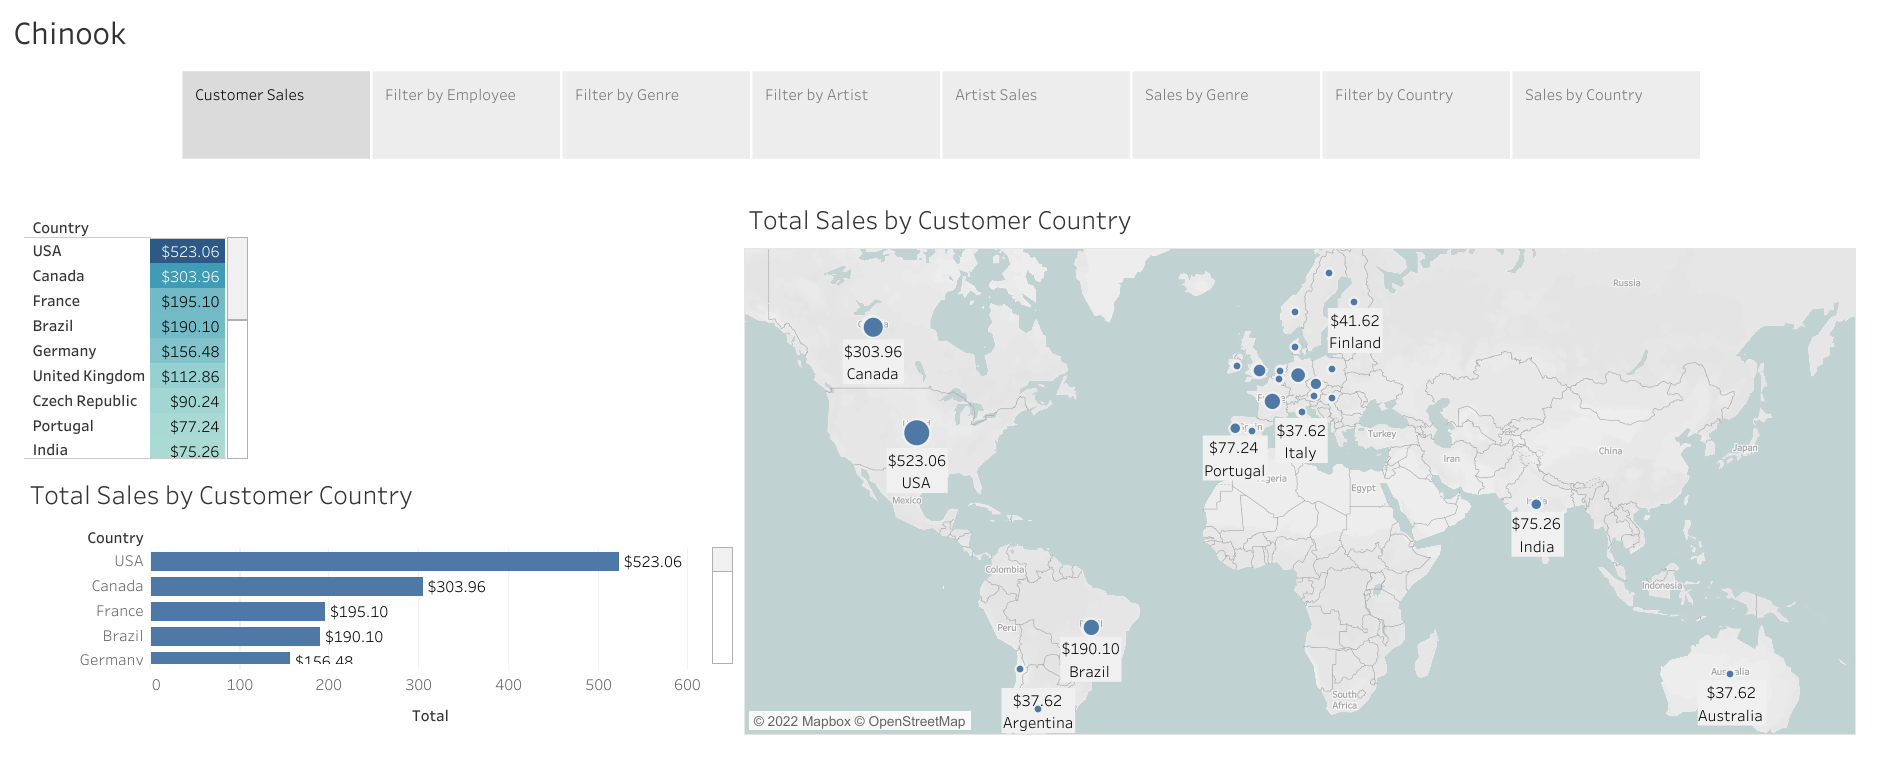 Chinook
Customer Sales
Filter by Employee
Filter by Genre
Filter by Artist
Artist Sales
Sales by Genre
Filter by Country
Sales by Country
Country
USA $523.06
Canada $303.96
France $195.10
Brazil $190.10
Germany $156.48
United Kingdom $112.86
Czech Republic $90.24
Portugal $77.24
India $75.26
Total Sales by Customer Country
Country
USA $523.06
Canada $303.96
France $195.10
Brazil $190.10
Germany $156.48
0 100 200 300 400 500 600
Total
Total Sales by Customer Country
Russia
$41.62
Finland
$303.96
Canada
$523.06
USA
Mexico
$77.24
Portugal
$37.62
Italy
Turkey
Iran
China
Japan
Egypt
$75.26
India
Colombia
Indonesia
Peru
$190.10
Brazil
South
Africa
$37.62
Argentina
$37.62
Australia
© 2022 Mapbox © OpenStreetMap